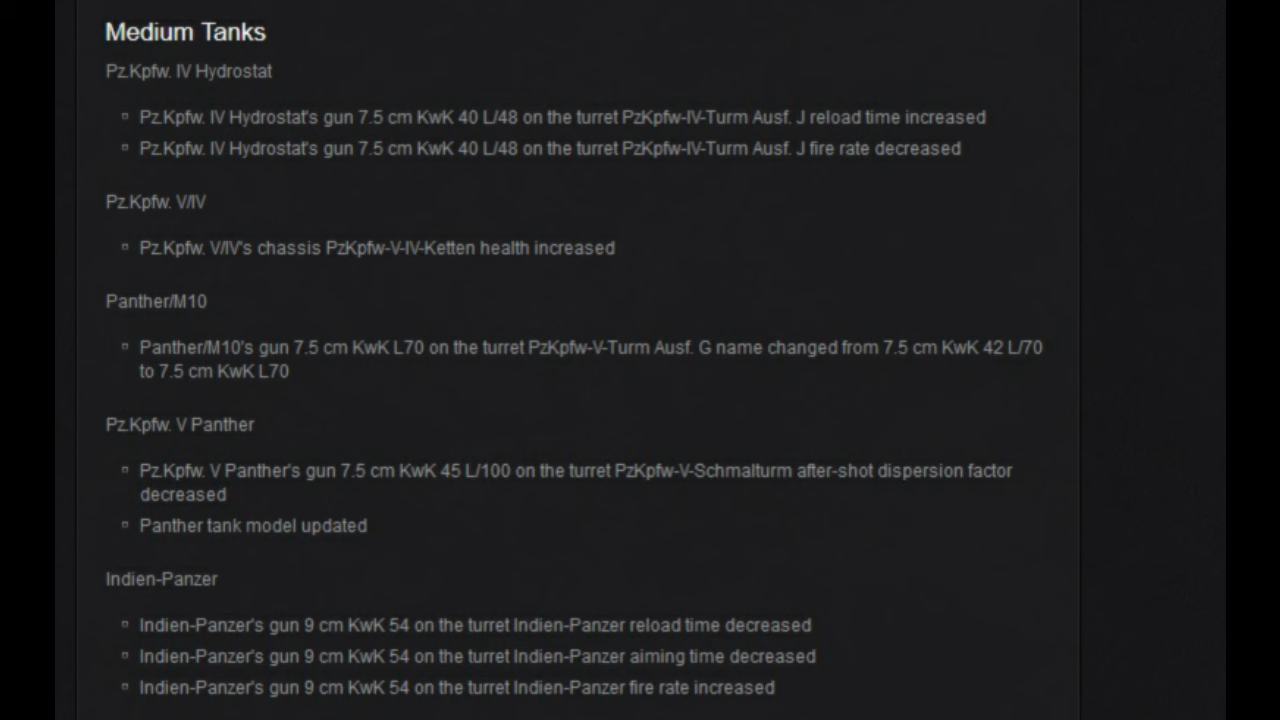 Medium Tanks
Pz.Kpfw. IV Hydrostat
Pz.Kpfw. IV Hydrostat's gun 7.5 cm KwK 40 L/48 on the turret PzKpfw-IV-Turm Ausf. J reload time increased
Pz.Kpfw. IV Hydrostat's gun 7.5 cm KwK 40 L/48 on the turret PzKpfw-IV-Turm Ausf. J fire rate decreased
Pz.Kpfw. V/IV
Pz.Kpfw. V/IV's chassis PzKpfw-V-IV-Ketten health increased
Panther/M10
Panther/M10's gun 7.5 cm KwK L70 on the turret PzKpfw-V-Turm Ausf. G name changed from 7.5 cm KwK 42 L/70
to 7.5 cm KwK L70
Pz.Kpfw. V Panther
Pz.Kpfw. V Panther's gun 7.5 cm KwK 45 L/100 on the turret PzKpfw-V-Schmalturm after-shot dispersion factor
decreased
Panther tank model updated
Indien-Panzer
Indien-Panzer's gun 9 cm KwK 54 on the turret Indien-Panzer reload time decreased
Indien-Panzer's gun 9 cm KwK 54 on the turret Indien-Panzer aiming time decreased
Indien-Panzer's gun 9 cm KwK 54 on the turret Indien-Panzer fire rate increased